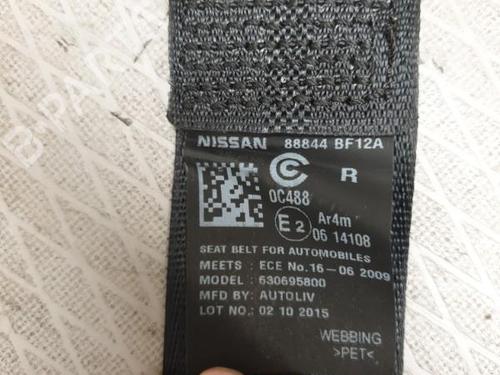 NISSAN 88844 BF12A
R
0C488
E2 Ar4m
06 14108
SEAT BELT FOR AUTOMOBILES
MEETS : ECE No.16-06 2009
MODEL : 630695800
MFD BY: AUTOLIV
LOT NO.: 02 10 2015
WEBBING
>PET<
B-PARTS